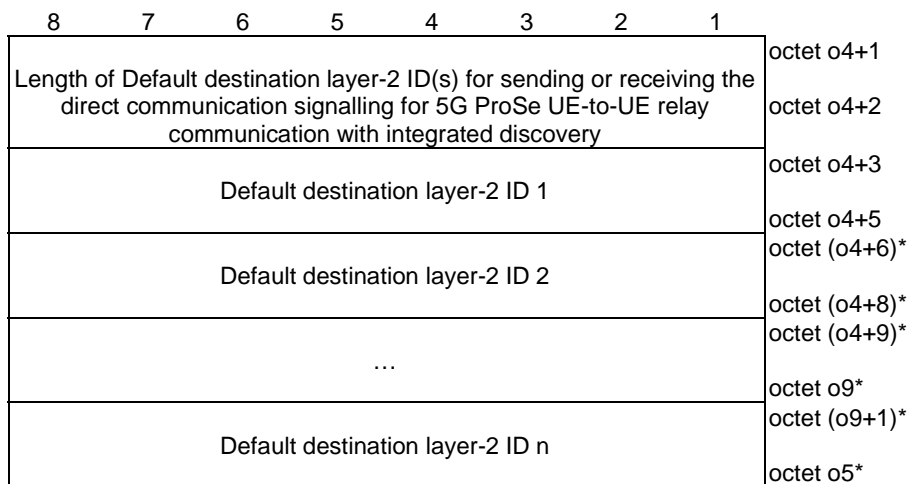 8 7 6 5 4 3 2 1
octet o4+1
Length of Default destination layer-2 ID(s) for sending or receiving the
direct communication signalling for 5G ProSe UE-to-UE relay
octet o4+2
communication with integrated discovery
octet o4+3
Default destination layer-2 ID 1
octet o4+5
octet (o4+6)*
Default destination layer-2 ID 2
octet (o4+8)*
octet (o4+9)*
…
octet o9*
octet (o9+1)*
Default destination layer-2 ID n
octet o5*